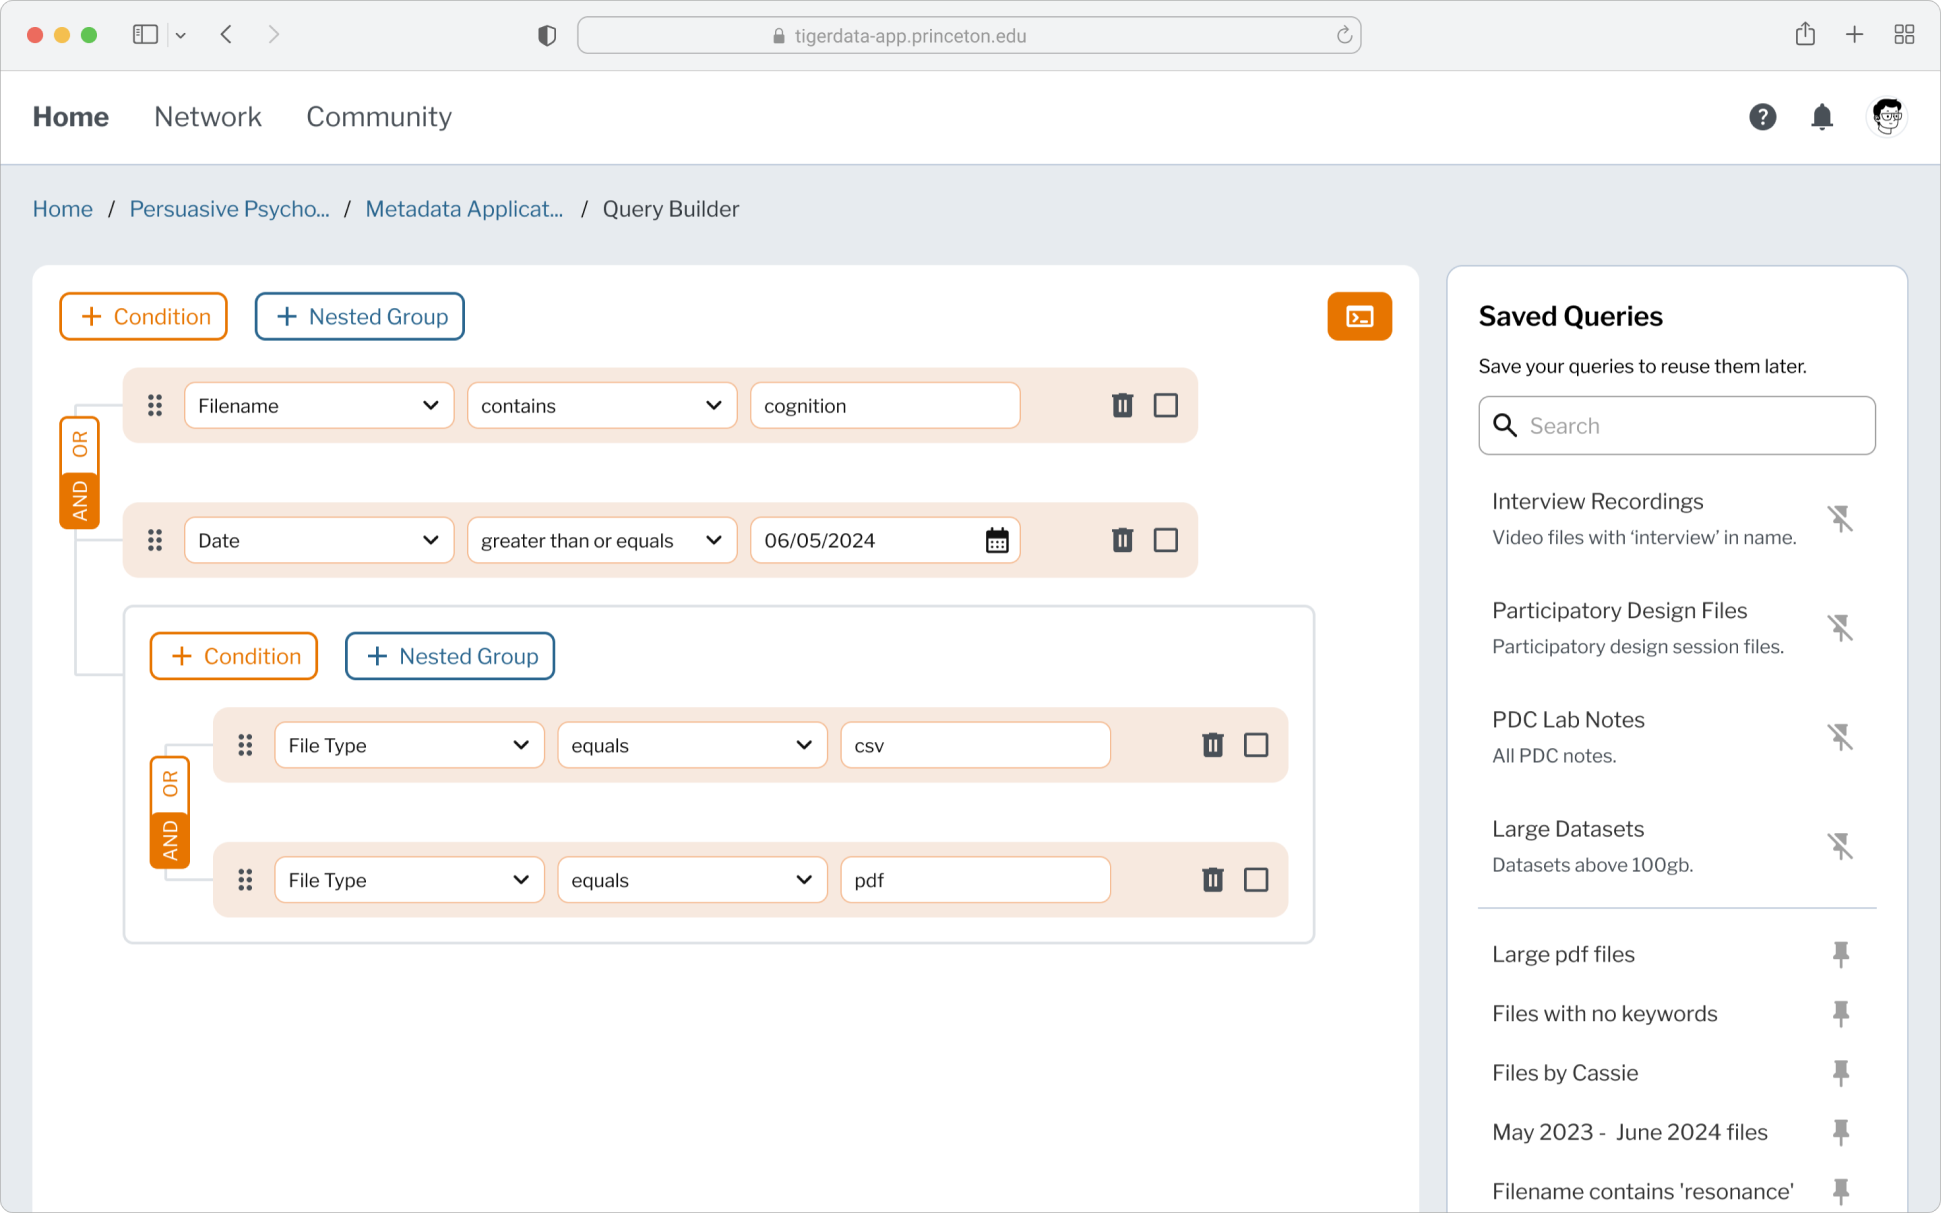 tigerdata-app.princeton.edu
Home Network Community
Home / Persuasive Psycho... / Metadata Applicat... / Query Builder
+ Condition + Nested Group
Filename contains cognition
OR
AND
Date greater than or equals 06/05/2024
+ Condition + Nested Group
File Type equals csv
OR
AND
File Type equals pdf
Saved Queries
Save your queries to reuse them later.
Search
Interview Recordings
Video files with ‘interview’ in name.
Participatory Design Files
Participatory design session files.
PDC Lab Notes
All PDC notes.
Large Datasets
Datasets above 100gb.
Large pdf files
Files with no keywords
Files by Cassie
May 2023 - June 2024 files
Filename contains 'resonance'